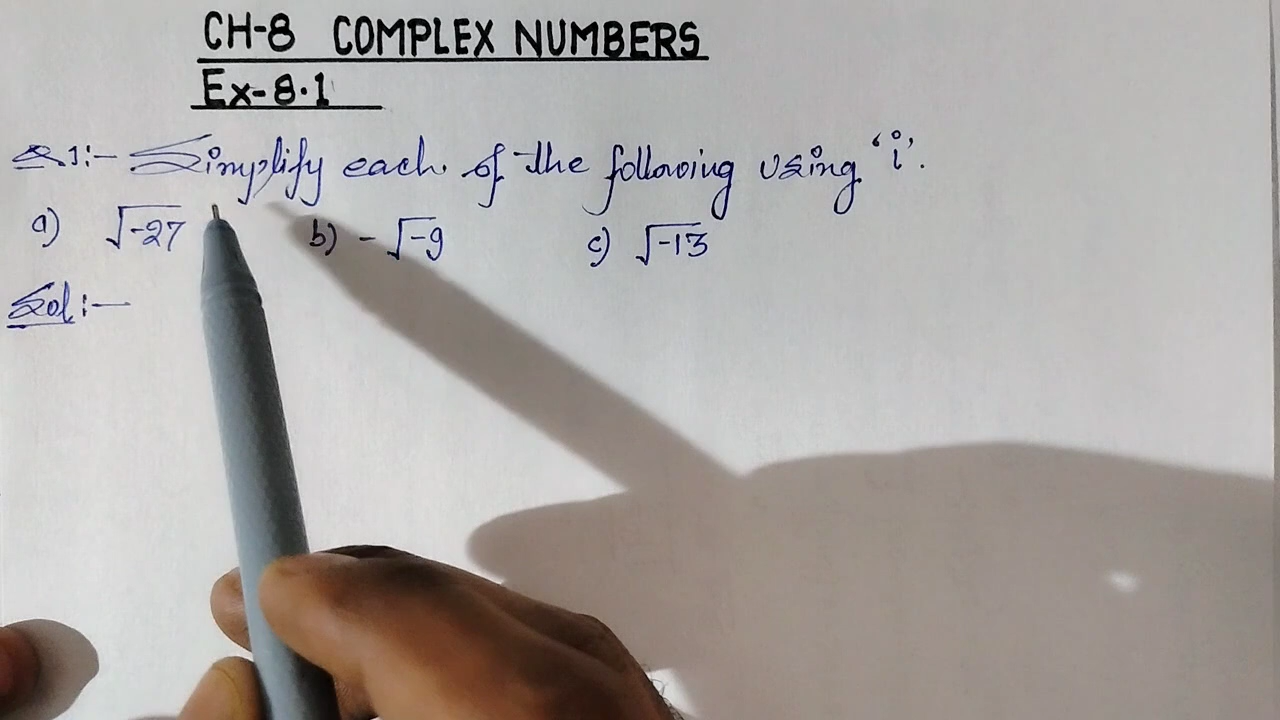 CH-8 COMPLEX NUMBERS
Ex-8.1
Q1:- Simplify each of the following using 'i'.
a) √-27 b) -√-9 c) √-13
Sol:-